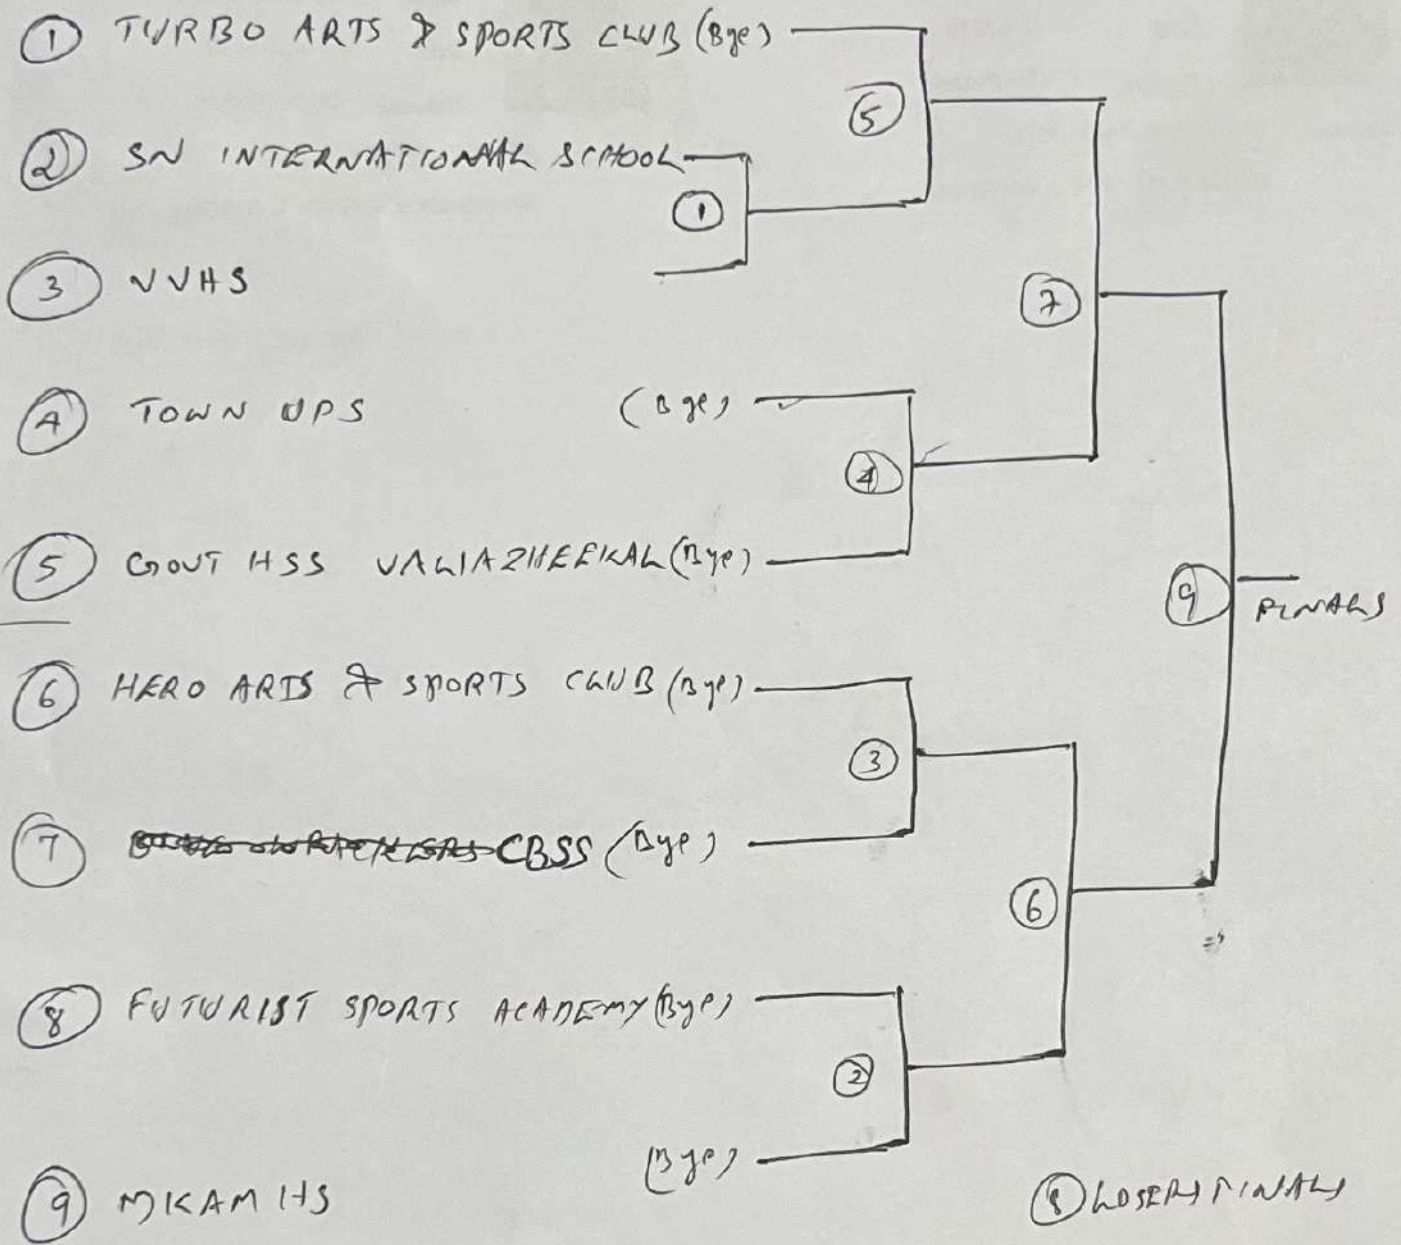 ① TURBO ARTS & SPORTS CLUB (Bye)
⑤
② SN INTERNATIONAL SCHOOL
①
③ VVHS
⑦
④ TOWN UPS (Bye)
④
⑤ GOVT HSS VALIAZHEEKAL (Bye)
⑨ FINALS
⑥ HERO ARTS & SPORTS CLUB (Bye)
③
⑦ CBSS (Bye)
⑥
⑧ FUTURIST SPORTS ACADEMY (Bye)
②
(Bye)
⑨ MKAM HS
⑧ LOSERS FINALS